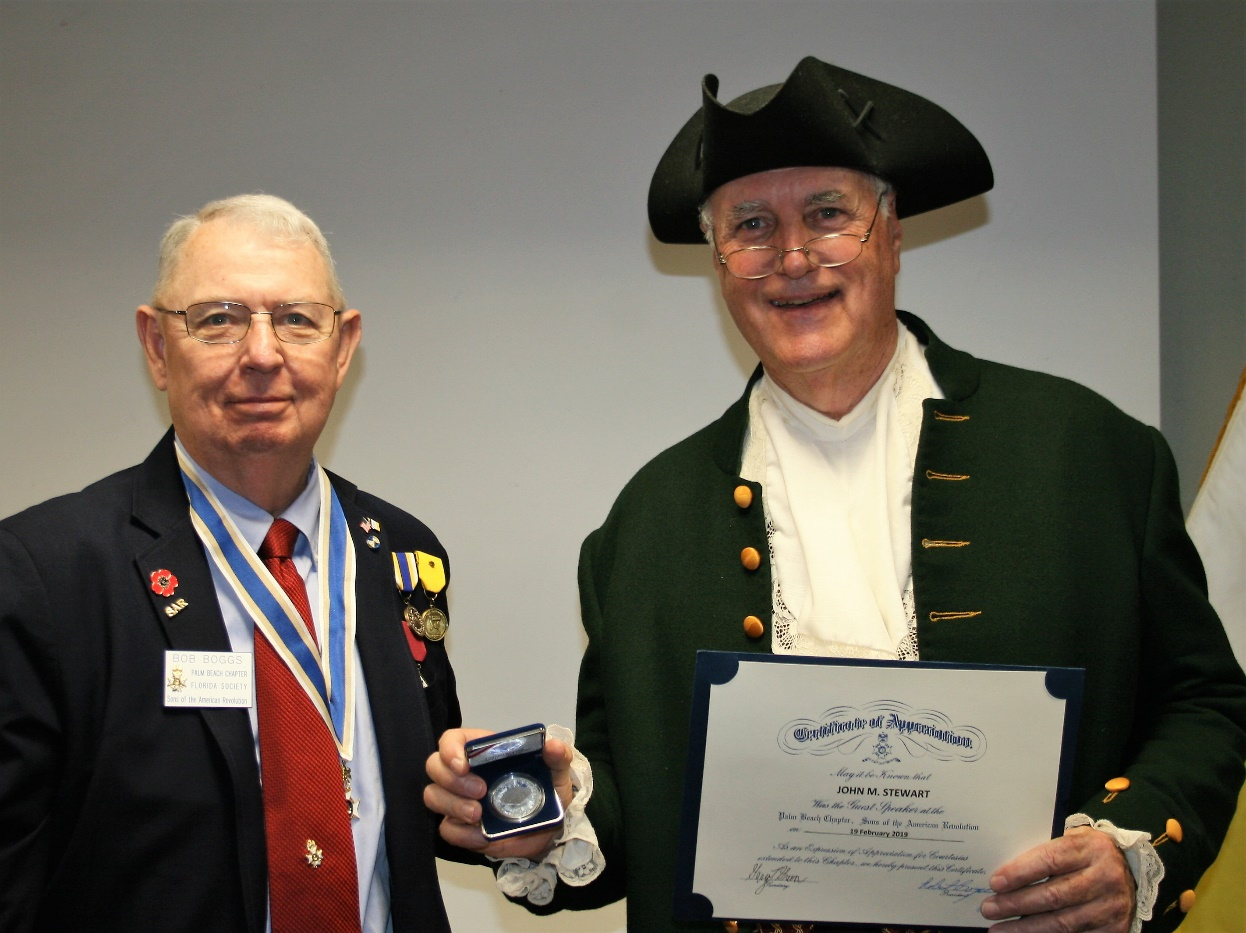 SAR
BOB BOGGS
PALM BEACH CHAPTER
FLORIDA SOCIETY
Sons of the American Revolution
Certificate of Appreciation
May it be Known that
JOHN M. STEWART
Was the Guest Speaker at the
Palm Beach Chapter, Sons of the American Revolution
on 19 February 2019
As an Expression of Appreciation for Courtesies
extended to this Chapter, we hereby present this Certificate.